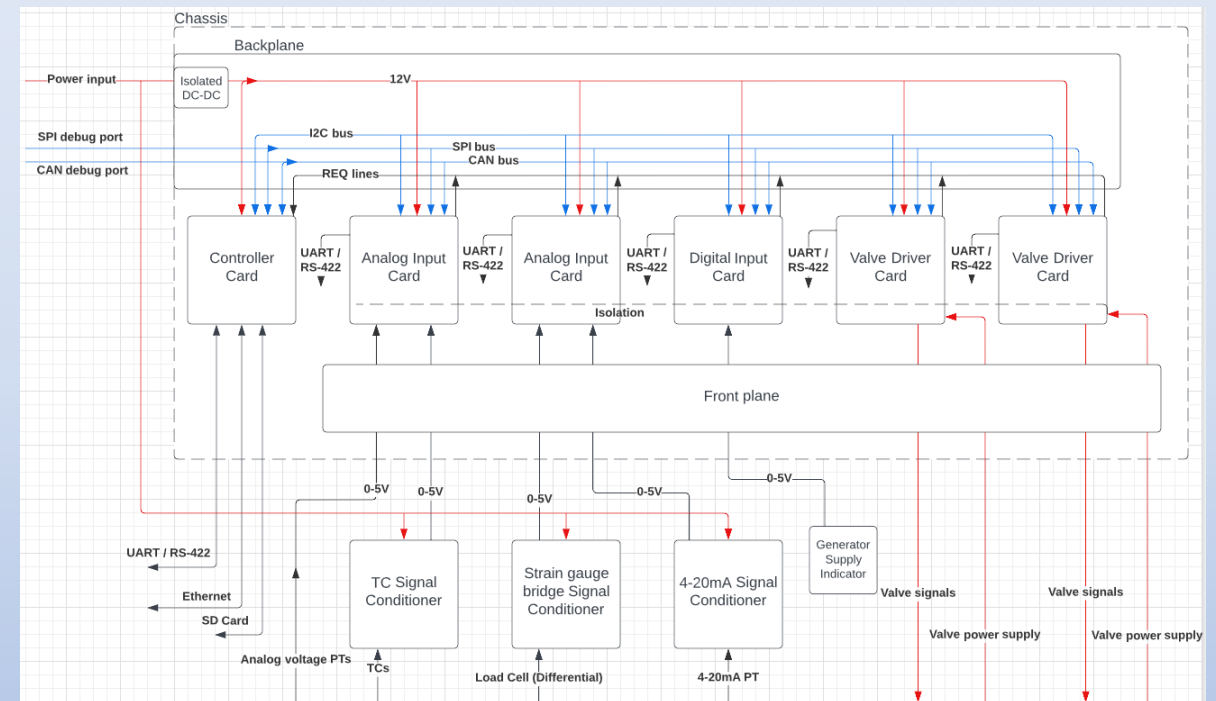 Chassis
Backplane
Power input
Isolated
DC-DC
12V
SPI debug port
I2C bus
SPI bus
CAN bus
CAN debug port
REQ lines
Controller
Card
UART /
RS-422
Analog Input
Card
UART /
RS-422
Analog Input
Card
UART /
RS-422
Digital Input
Card
UART /
RS-422
Valve Driver
Card
UART /
RS-422
Valve Driver
Card
Isolation
Front plane
0-5V
0-5V
0-5V
0-5V
0-5V
UART / RS-422
Ethernet
SD Card
Analog voltage PTs
TC Signal
Conditioner
TCs
Strain gauge
bridge Signal
Conditioner
Load Cell (Differential)
4-20mA Signal
Conditioner
4-20mA PT
Generator
Supply
Indicator
Valve signals
Valve power supply
Valve signals
Valve power supply